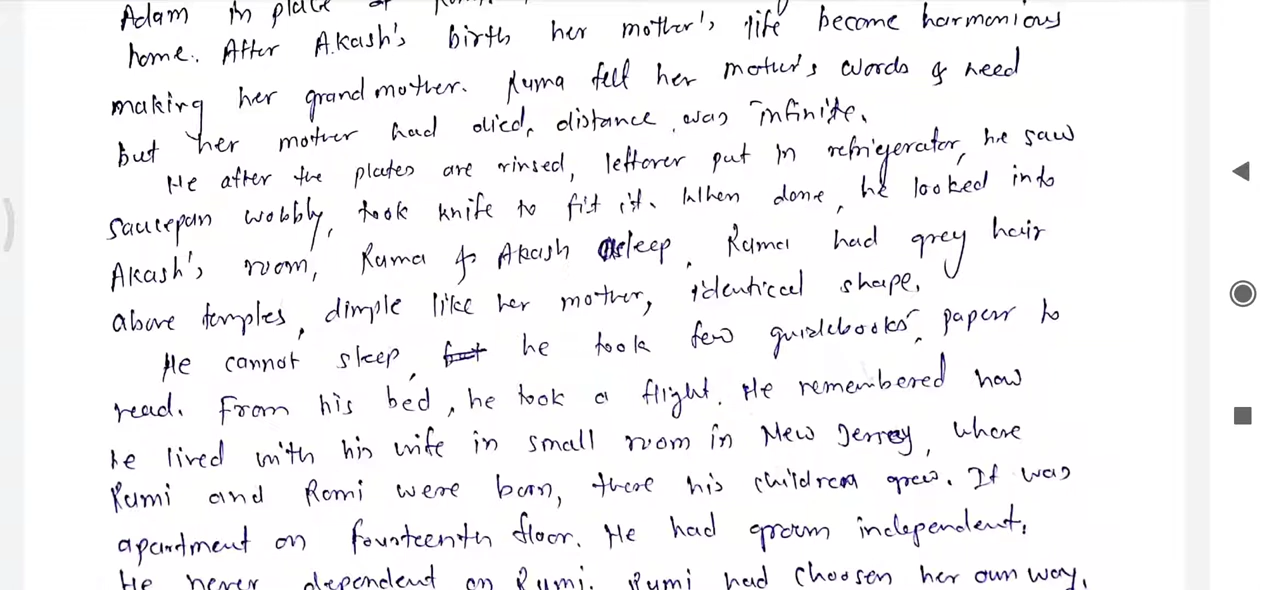 Adam in place
home. After Akash's birth her mother's life become harmonious
making her grandmother. Ruma fell her mother's words & need
but her mother had died, distance was infinite.
He after the plates are rinsed, leftover put in refrigerator, he saw
saucepan wobbly, took knife to fit it. When done, he looked into
Akash's room, Ruma & Akash asleep. Ruma had grey hair
above temples, dimple like her mother, identical shape.
He cannot sleep, he took few guidebooks, papers to
read. From his bed, he took a flight. He remembered how
he lived with his wife in small room in New Jersey, where
Rumi and Romi were born, there his children grew. It was
apartment on fourteenth floor. He had grown independent.
He never dependent on Rumi. Rumi had choosen her own way.